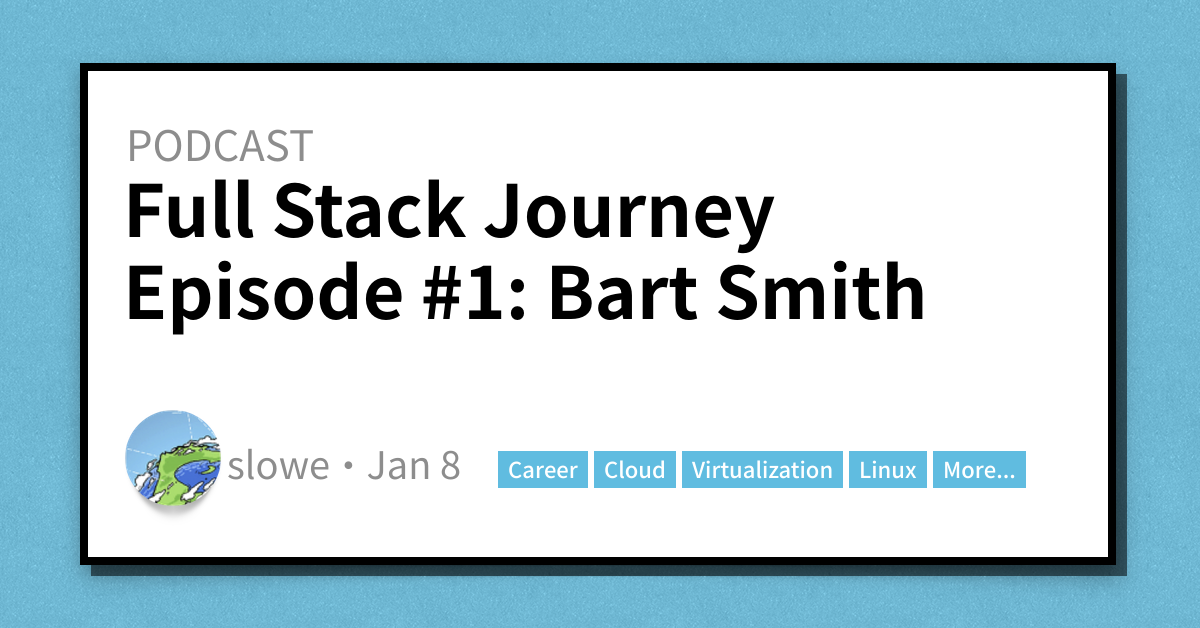 PODCAST
Full Stack Journey
Episode #1: Bart Smith
slowe • Jan 8
Career Cloud Virtualization Linux More...